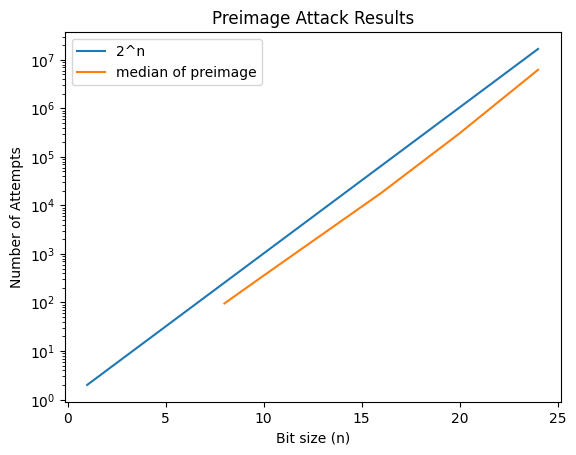 Preimage Attack Results
2^n
median of preimage
Number of Attempts
10^7
10^6
10^5
10^4
10^3
10^2
10^1
10^0
0 5 10 15 20 25
Bit size (n)